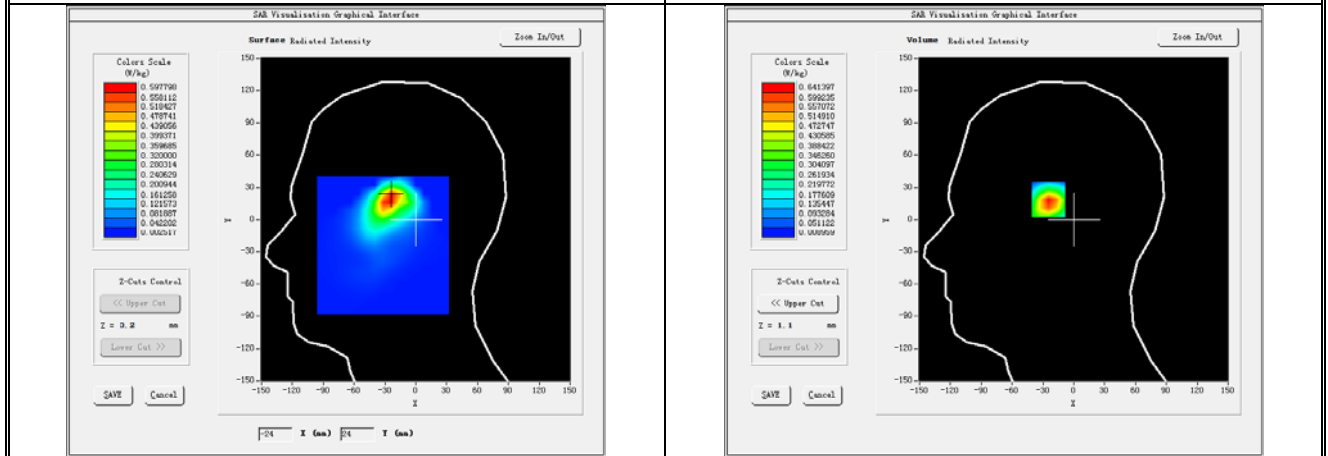 SAR Visualisation Graphical Interface
Surface Radiated Intensity
Zoom In/Out
Colors Scale
(W/kg)
0.597798
0.558112
0.518427
0.478741
0.439056
0.399371
0.359685
0.320000
0.280314
0.240629
0.200944
0.161258
0.121573
0.081887
0.042202
0.002517
Z-Cuts Control
<< Upper Cut
Lower Cut >>
SAVE
Cancel
150
120
90
60
30
0
-30
-60
-90
-120
-150
Y
-150 -120 -90 -60 -30 0 30 60 90 120 150
X
-24 X (mm) 24 Y (mm)
SAR Visualisation Graphical Interface
Volume Radiated Intensity
Zoom In/Out
Colors Scale
(W/kg)
0.641397
0.599235
0.557072
0.514910
0.472747
0.430585
0.388422
0.346260
0.304097
0.261934
0.219772
0.177609
0.135447
0.093284
0.051122
0.008959
Z-Cuts Control
<< Upper Cut
Z = 1.1 mm
Lower Cut >>
SAVE
Cancel
150
120
90
60
30
0
-30
-60
-90
-120
-150
Y
-150 -120 -90 -60 -30 0 30 60 90 120 150
X